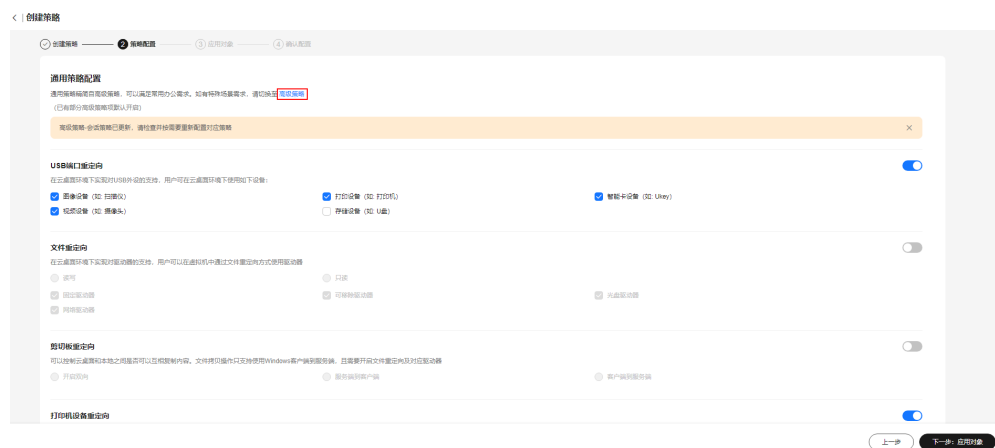 < | 创建策略
创建策略 2 策略配置 3 应用对象 4 确认配置
通用策略配置
通用策略精简自高级策略，可以满足常用办公需求。如有特殊场景需求，请切换至高级策略
（已有部分高级策略项默认开启）
高级策略-会话策略已更新，请检查并按需要重新配置对应策略 ×
USB端口重定向
在云桌面环境下实现对USB外设的支持，用户可在云桌面环境下使用如下设备：
图像设备（如: 扫描仪） 打印设备（如: 打印机） 智能卡设备（如: Ukey）
视频设备（如: 摄像头） 存储设备（如: U盘）
文件重定向
在云桌面环境下实现对驱动器的支持，用户可以在虚拟机中通过文件重定向方式使用驱动器
读写 只读
固定驱动器 可移除驱动器 光盘驱动器
网络驱动器
剪切板重定向
可以控制云桌面和本地之间是否可以互相复制内容。文件拷贝操作只支持使用Windows客户端到服务端，且需要开启文件重定向及对应驱动器
开启双向 服务端到客户端 客户端到服务端
打印机设备重定向
上一步 下一步：应用对象